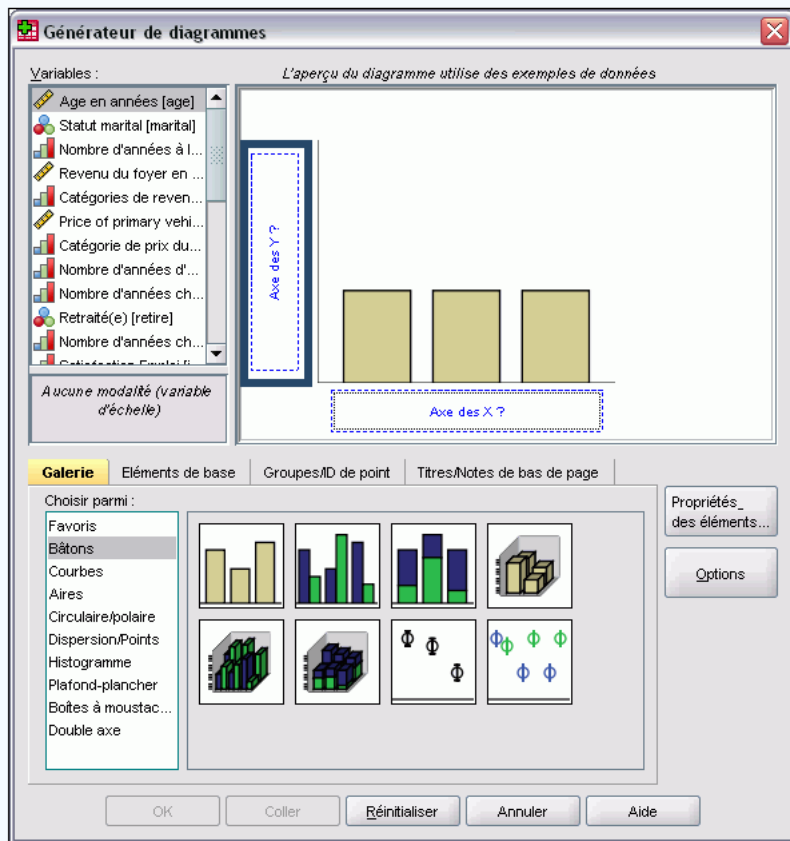 Générateur de diagrammes
Variables :
L'aperçu du diagramme utilise des exemples de données
Age en années [age]
Statut marital [marital]
Nombre d'années à l...
Revenu du foyer en ...
Catégories de reven...
Price of primary vehi...
Catégorie de prix du...
Nombre d'années d'...
Nombre d'années ch...
Retraité(e) [retire]
Nombre d'années ch...
Aucune modalité (variable
d'échelle)
Axe des Y ?
Axe des X ?
Galerie
Eléments de base
Groupes/ID de point
Titres/Notes de bas de page
Choisir parmi :
Favoris
Bâtons
Courbes
Aires
Circulaire/polaire
Dispersion/Points
Histogramme
Plafond-plancher
Boîtes à moustac...
Double axe
Propriétés_
des éléments...
Options
OK
Coller
Réinitialiser
Annuler
Aide